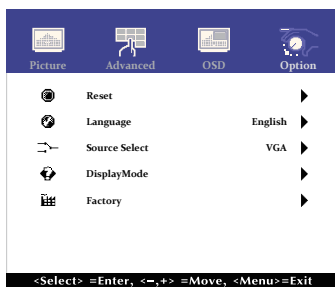 Picture Advanced OSD Option
Reset
Language English
Source Select VGA
DisplayMode
Factory
<Select> =Enter, <−,+> =Move, <Menu>=Exit